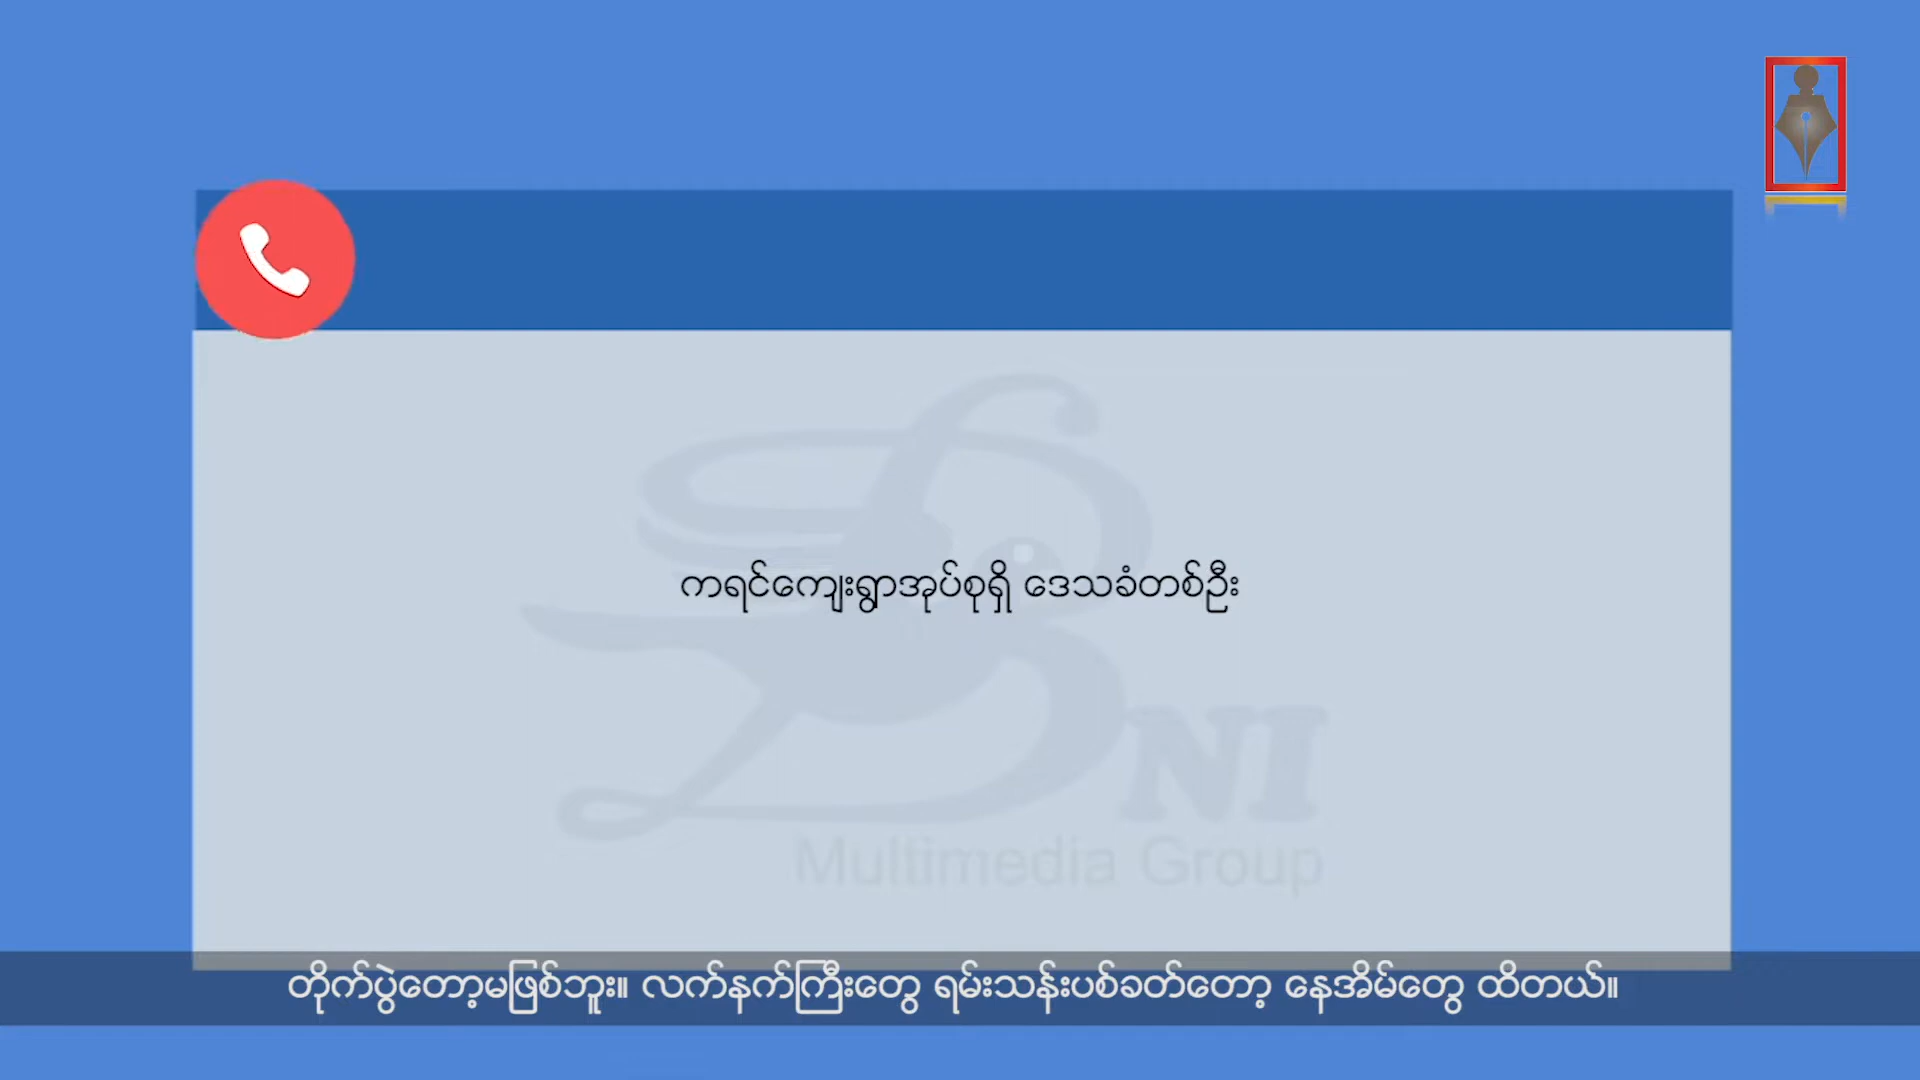 ကရင်ကျေးရွာအုပ်စုရှိ ဒေသခံတစ်ဦး
BNI
Multimedia Group
တိုက်ပွဲတော့မဖြစ်ဘူး။ လက်နက်ကြီးတွေ ရမ်းသန်းပစ်ခတ်တော့ နေအိမ်တွေ ထိတယ်။